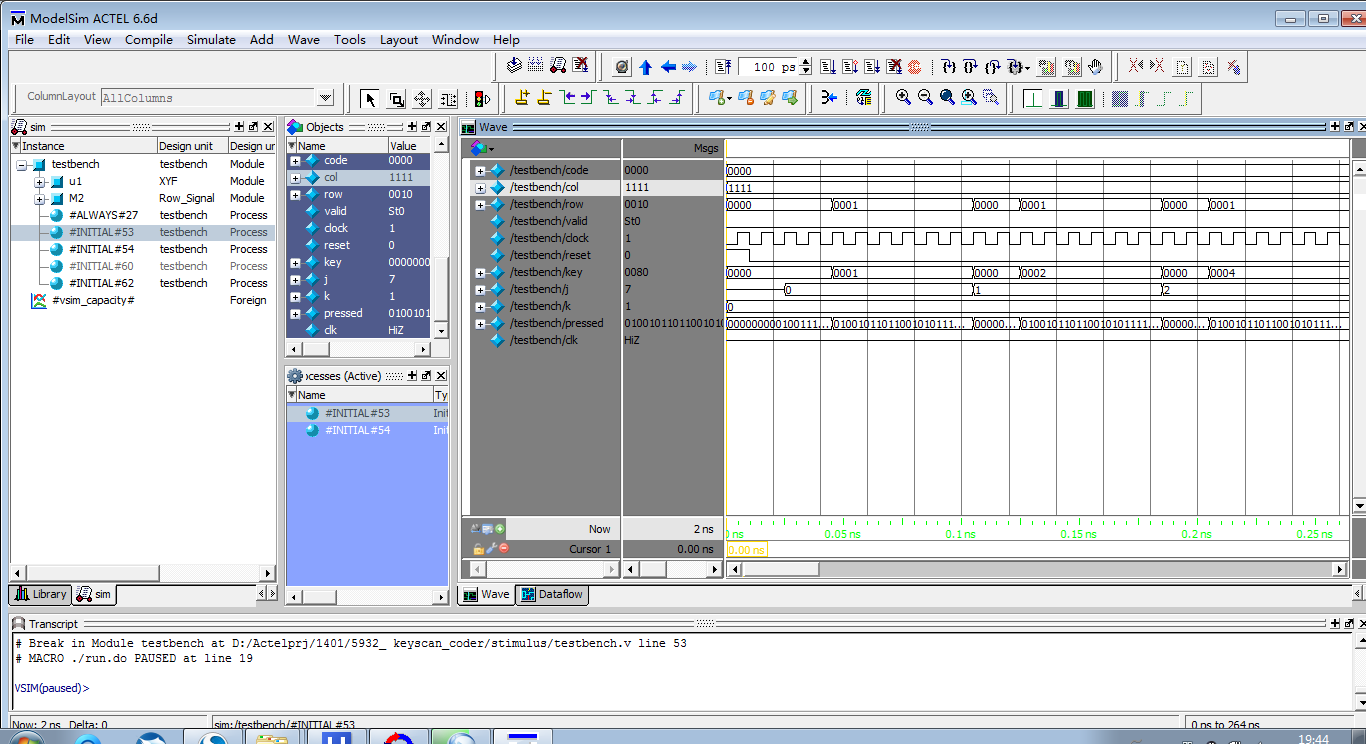 ModelSim ACTEL 6.6d
File Edit View Compile Simulate Add Wave Tools Layout Window Help
100 ps
ColumnLayout AllColumns
sim
Instance Design unit Design ur
testbench testbench Module
u1 XYF Module
M2 Row_Signal Module
#ALWAYS#27 testbench Process
#INITIAL#53 testbench Process
#INITIAL#54 testbench Process
#INITIAL#60 testbench Process
#INITIAL#62 testbench Process
#vsim_capacity# Foreign
Library sim
Objects
Name Value
code 0000
col 1111
row 0010
valid St0
clock 1
reset 0
key 0000000
j 7
k 1
pressed 0100101
clk HiZ
ocesses (Active)
Name Ty
#INITIAL#53 Init
#INITIAL#54 Init
Wave
Msgs
/testbench/code 0000 0000
/testbench/col 1111 1111
/testbench/row 0010 0000 0001 0000 0001 0000 0001
/testbench/valid St0
/testbench/clock 1
/testbench/reset 0
/testbench/key 0080 0000 0001 0000 0002 0000 0004
/testbench/j 7 0 1 2
/testbench/k 1 0
/testbench/pressed
/testbench/clk HiZ
Now 2 ns ns 0.05 ns 0.1 ns 0.15 ns 0.2 ns 0.25 ns
Cursor 1 0.00 ns 0.00 ns
Wave Dataflow
Transcript
# Break in Module testbench at D:/Actelprj/1401/5932_ keyscan_coder/stimulus/testbench.v line 53
# MACRO ./run.do PAUSED at line 19
VSIM(paused)>
Now: 2 ns Delta: 0 sim:/testbench/#INITIAL#53 0 ns to 264 ns
19:44